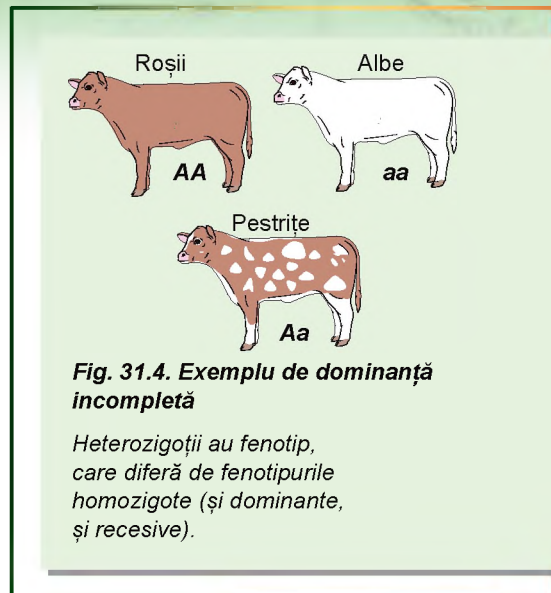 Roșii
Albe
AA
aa
Pestrițe
Aa
Fig. 31.4. Exemplu de dominanță
incompletă
Heterozigoții au fenotip,
care diferă de fenotipurile
homozigote (și dominante,
și recesive).